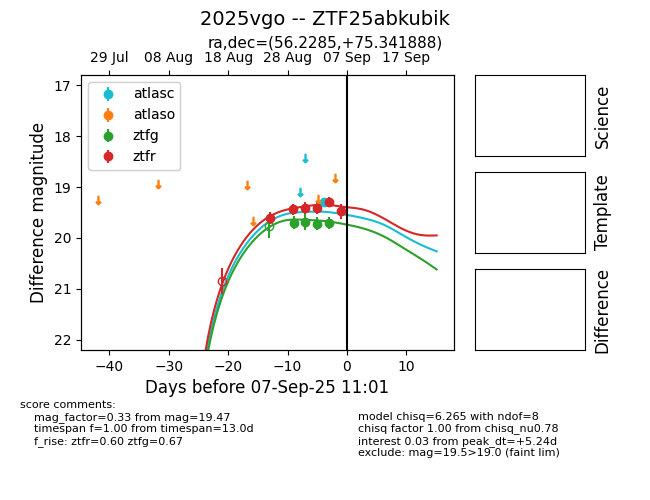 2025vgo -- ZTF25abkubik
ra,dec=(56.2285,+75.341888)
29 Jul 08 Aug 18 Aug 28 Aug 07 Sep 17 Sep
17
18
19
20
21
22
Difference magnitude
atlasc
atlaso
ztfg
ztfr
−40 −30 −20 −10 0 10
Days before 07-Sep-25 11:01
Science
Template
Difference
score comments:
mag_factor=0.33 from mag=19.47
timespan f=1.00 from timespan=13.0d
f_rise: ztfr=0.60 ztfg=0.67
model chisq=6.265 with ndof=8
chisq factor 1.00 from chisq_nu0.78
interest 0.03 from peak_dt=+5.24d
exclude: mag=19.5>19.0 (faint lim)